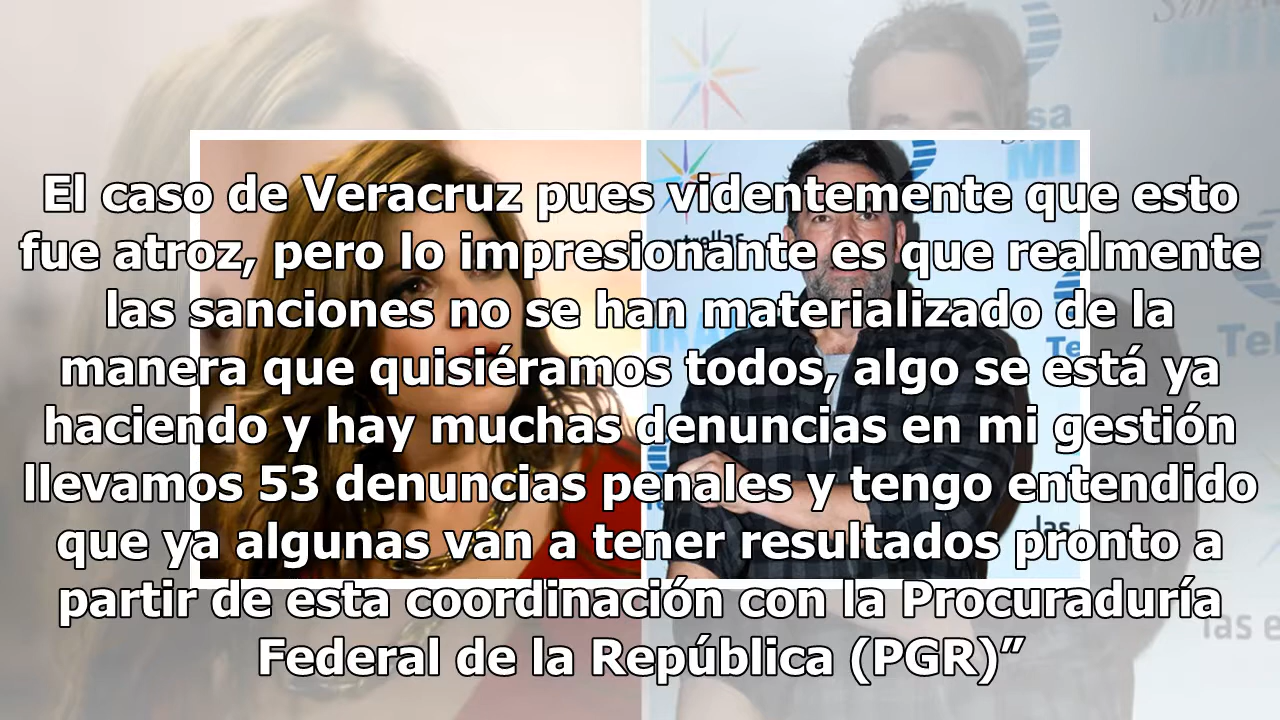 El caso de Veracruz pues videntemente que esto
fue atroz, pero lo impresionante es que realmente
las sanciones no se han materializado de la
manera que quisiéramos todos, algo se está ya
haciendo y hay muchas denuncias en mi gestión
llevamos 53 denuncias penales y tengo entendido
que ya algunas van a tener resultados pronto a
partir de esta coordinación con la Procuraduría
Federal de la República (PGR)”